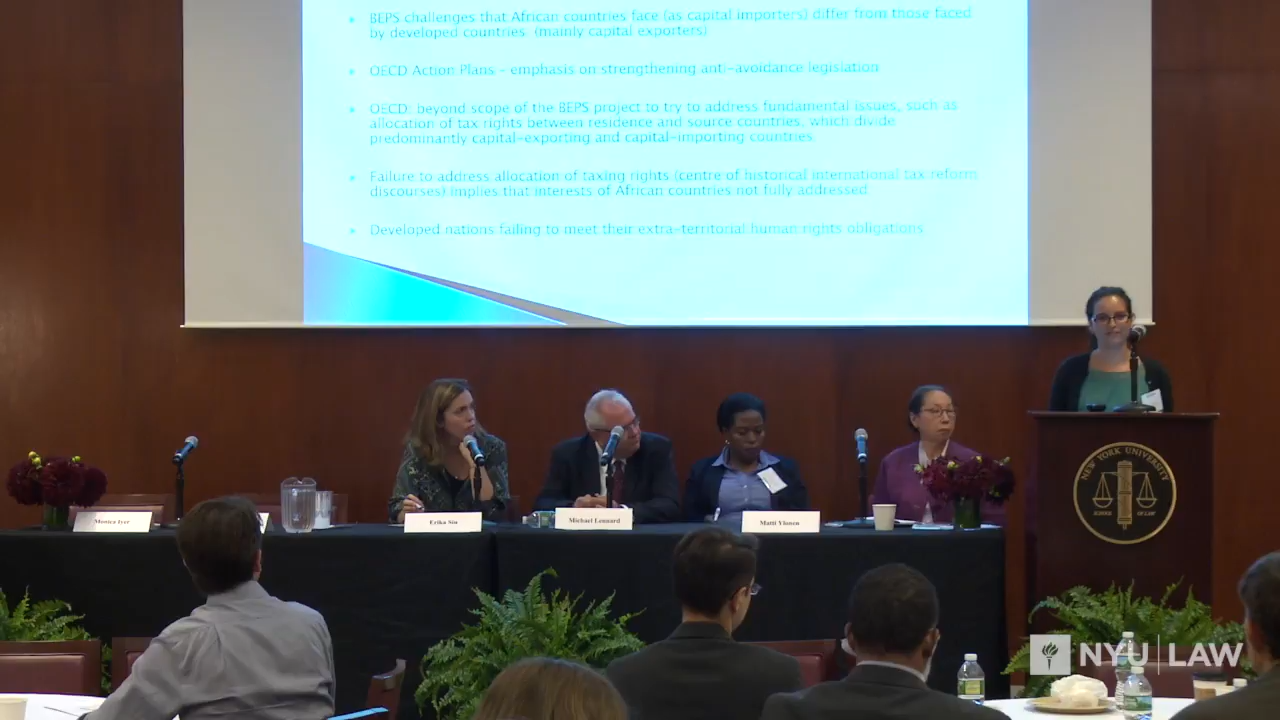 BEPS challenges that African countries face (as capital importers) differ from those faced
by developed countries. (mainly capital exporters)
OECD Action Plans – emphasis on strengthening anti-avoidance legislation
OECD: beyond scope of the BEPS project to try to address fundamental issues, such as
allocation of tax rights between residence and source countries, which divide
predominantly capital-exporting and capital-importing countries
Failure to address allocation of taxing rights (centre of historical international tax reform
discourses) implies that interests of African countries not fully addressed
Developed nations failing to meet their extra-territorial human rights obligations
NEW YORK UNIVERSITY
SCHOOL OF LAW
Monica Iyer
Erika Siu
Michael Lennard
Matti Ylonen
NYU LAW